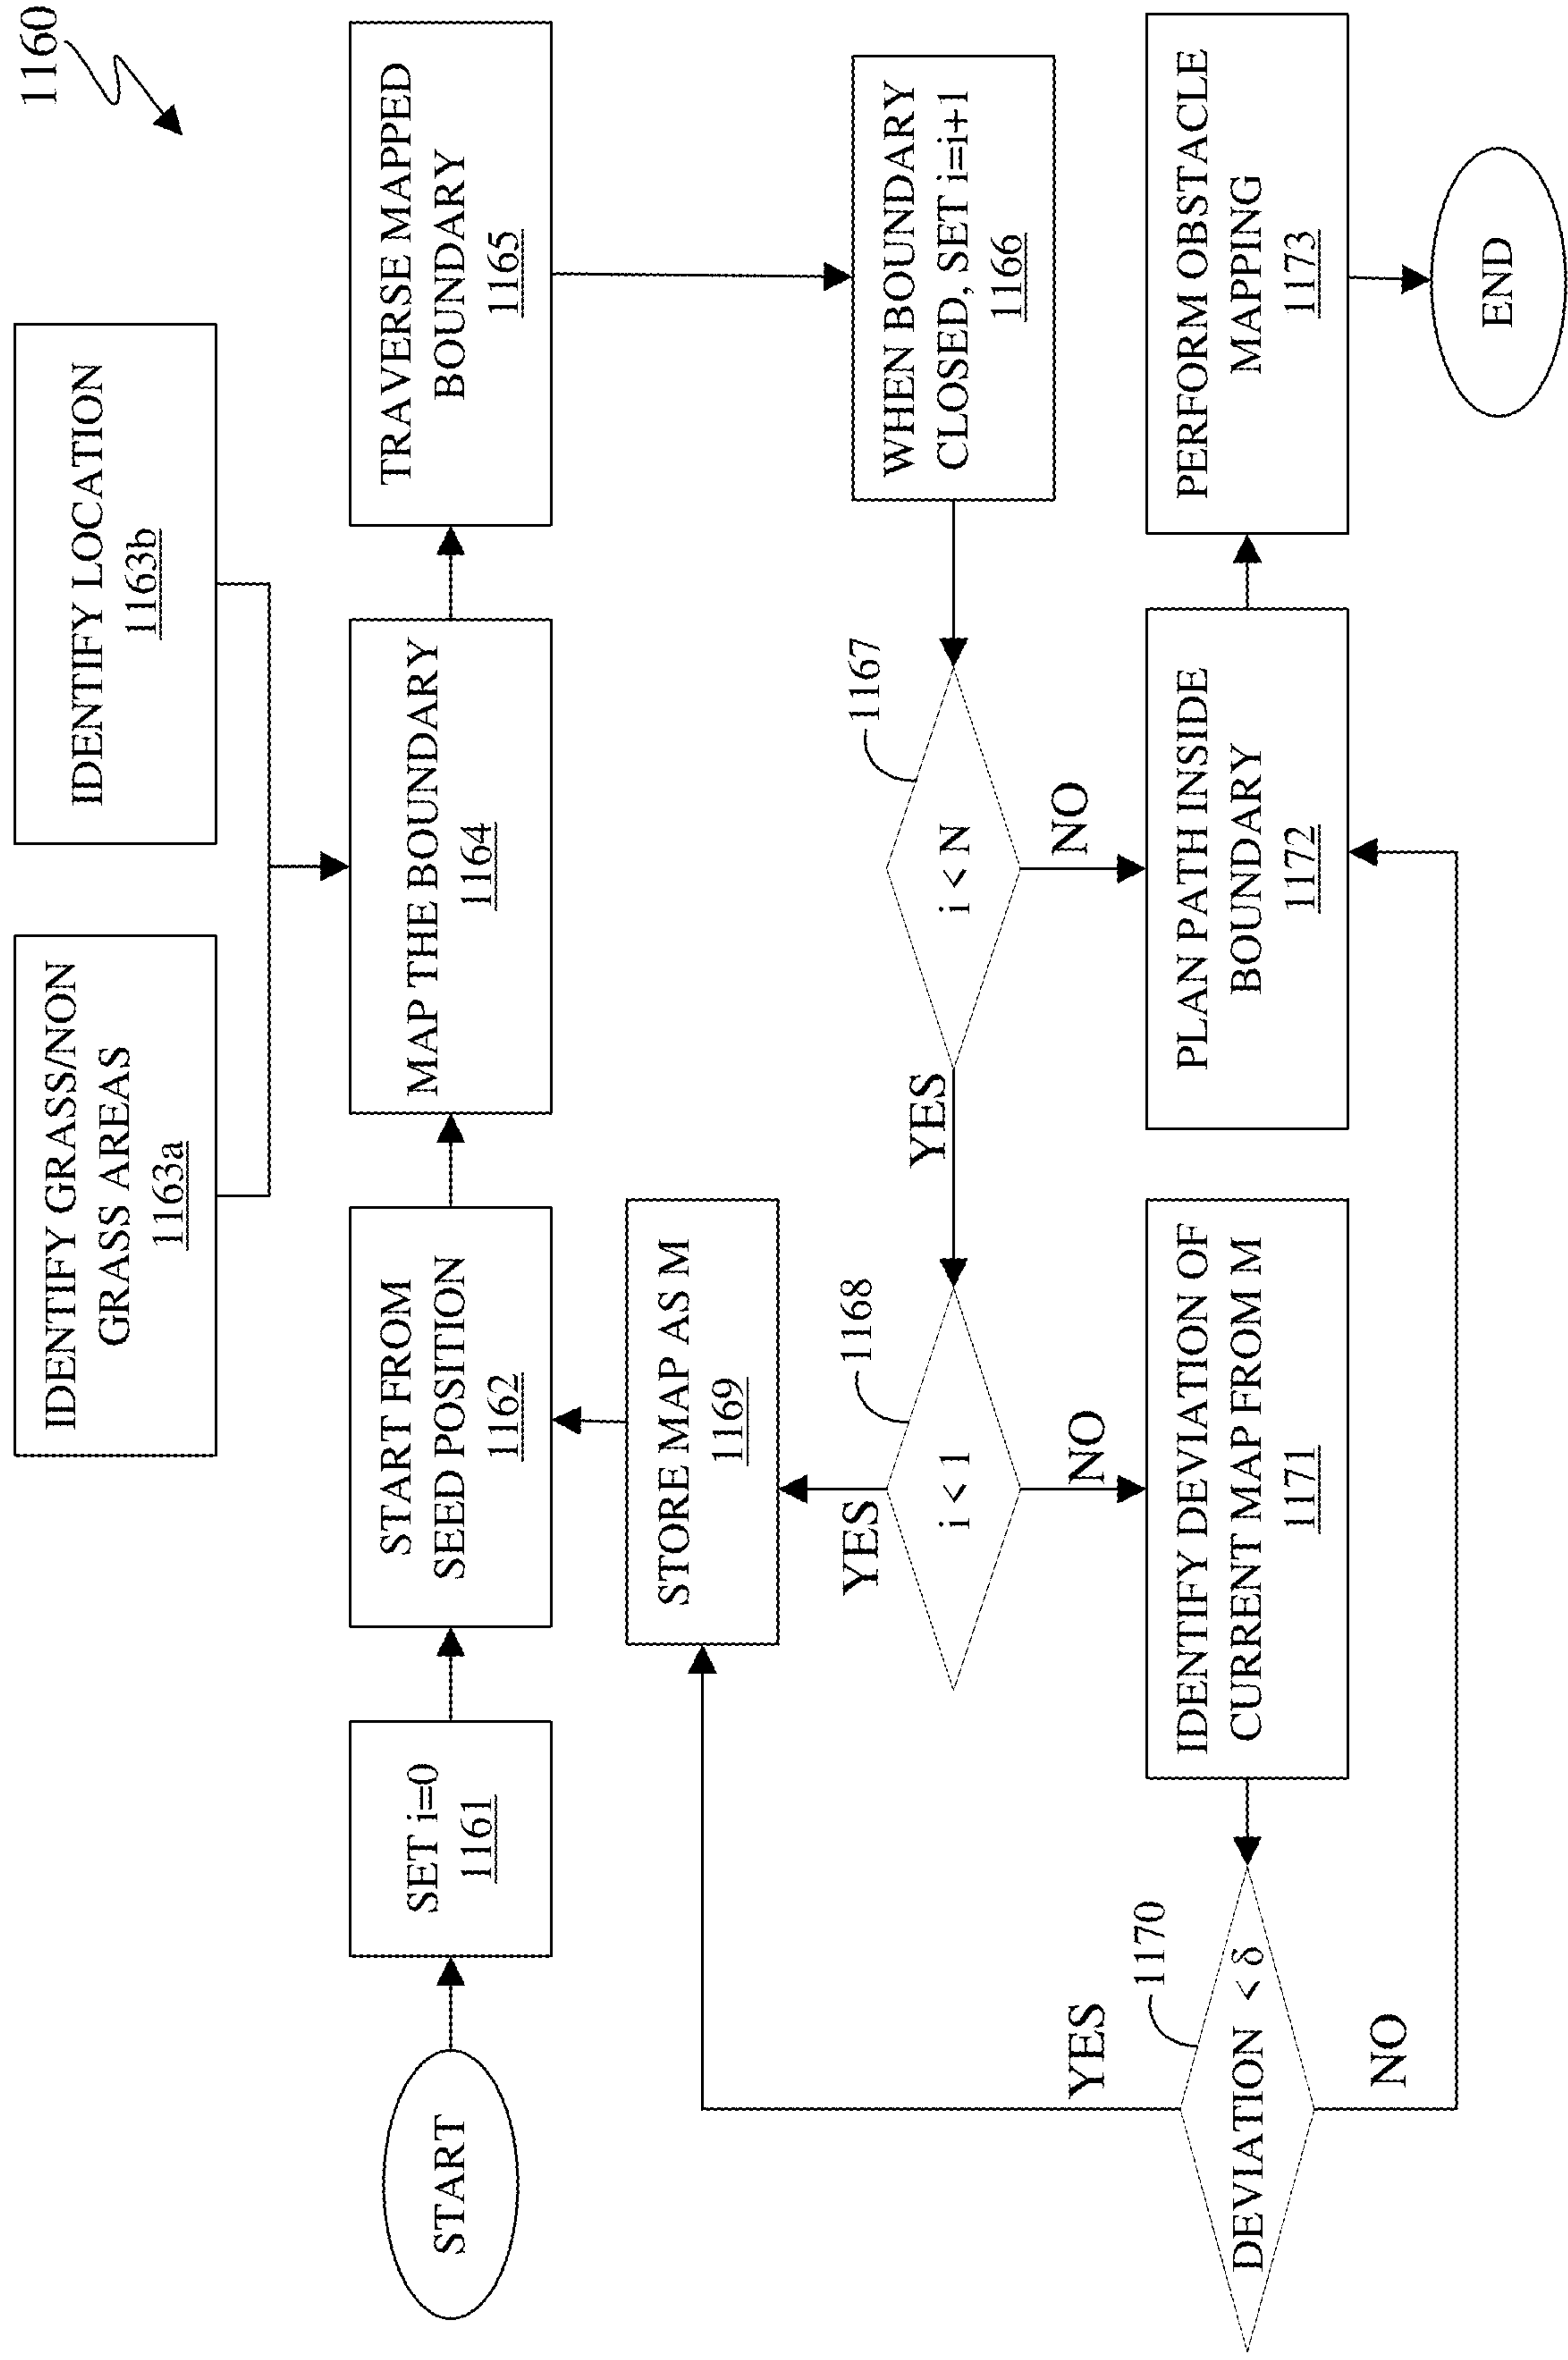 1160
IDENTIFY GRASS/NON
GRASS AREAS
1163a
IDENTIFY LOCATION
1163b
START
SET i=0
1161
START FROM
SEED POSITION
1162
MAP THE BOUNDARY
1164
TRAVERSE MAPPED
BOUNDARY
1165
STORE MAP AS M
1169
WHEN BOUNDARY
CLOSED, SET i=i+1
1166
YES
i < 1
1168
NO
YES
i < N
1167
NO
YES
DEVIATION < δ
1170
NO
IDENTIFY DEVIATION OF
CURRENT MAP FROM M
1171
PLAN PATH INSIDE
BOUNDARY
1172
PERFORM OBSTACLE
MAPPING
1173
END